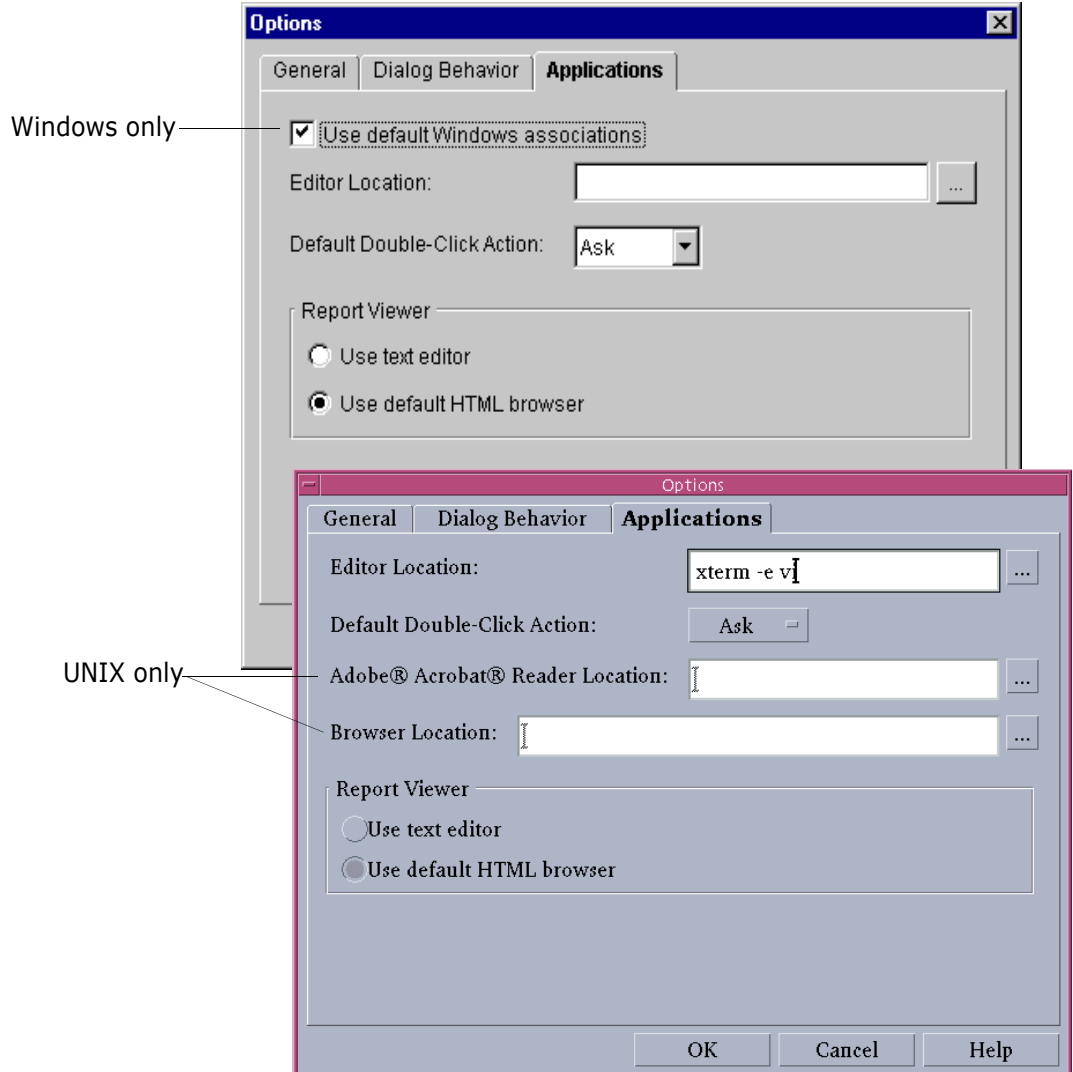 Options
General Dialog Behavior Applications
Windows only
Use default Windows associations
Editor Location:
...
Default Double-Click Action:
Ask
Report Viewer
Use text editor
Use default HTML browser
Options
General Dialog Behavior Applications
Editor Location:
xterm -e vi
...
Default Double-Click Action:
Ask
UNIX only
Adobe® Acrobat® Reader Location:
...
Browser Location:
...
Report Viewer
Use text editor
Use default HTML browser
OK Cancel Help